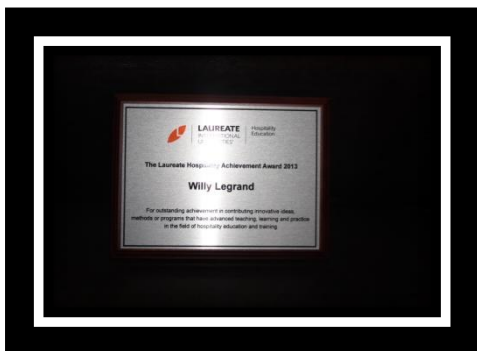 LAUREATE
Hospitality
Education
The Laureate Hospitality Achievement Award 2013
Willy Legrand
For outstanding achievement in contributing innovative ideas,
methods or programs that have advanced teaching, learning and practice
in the field of hospitality education and training